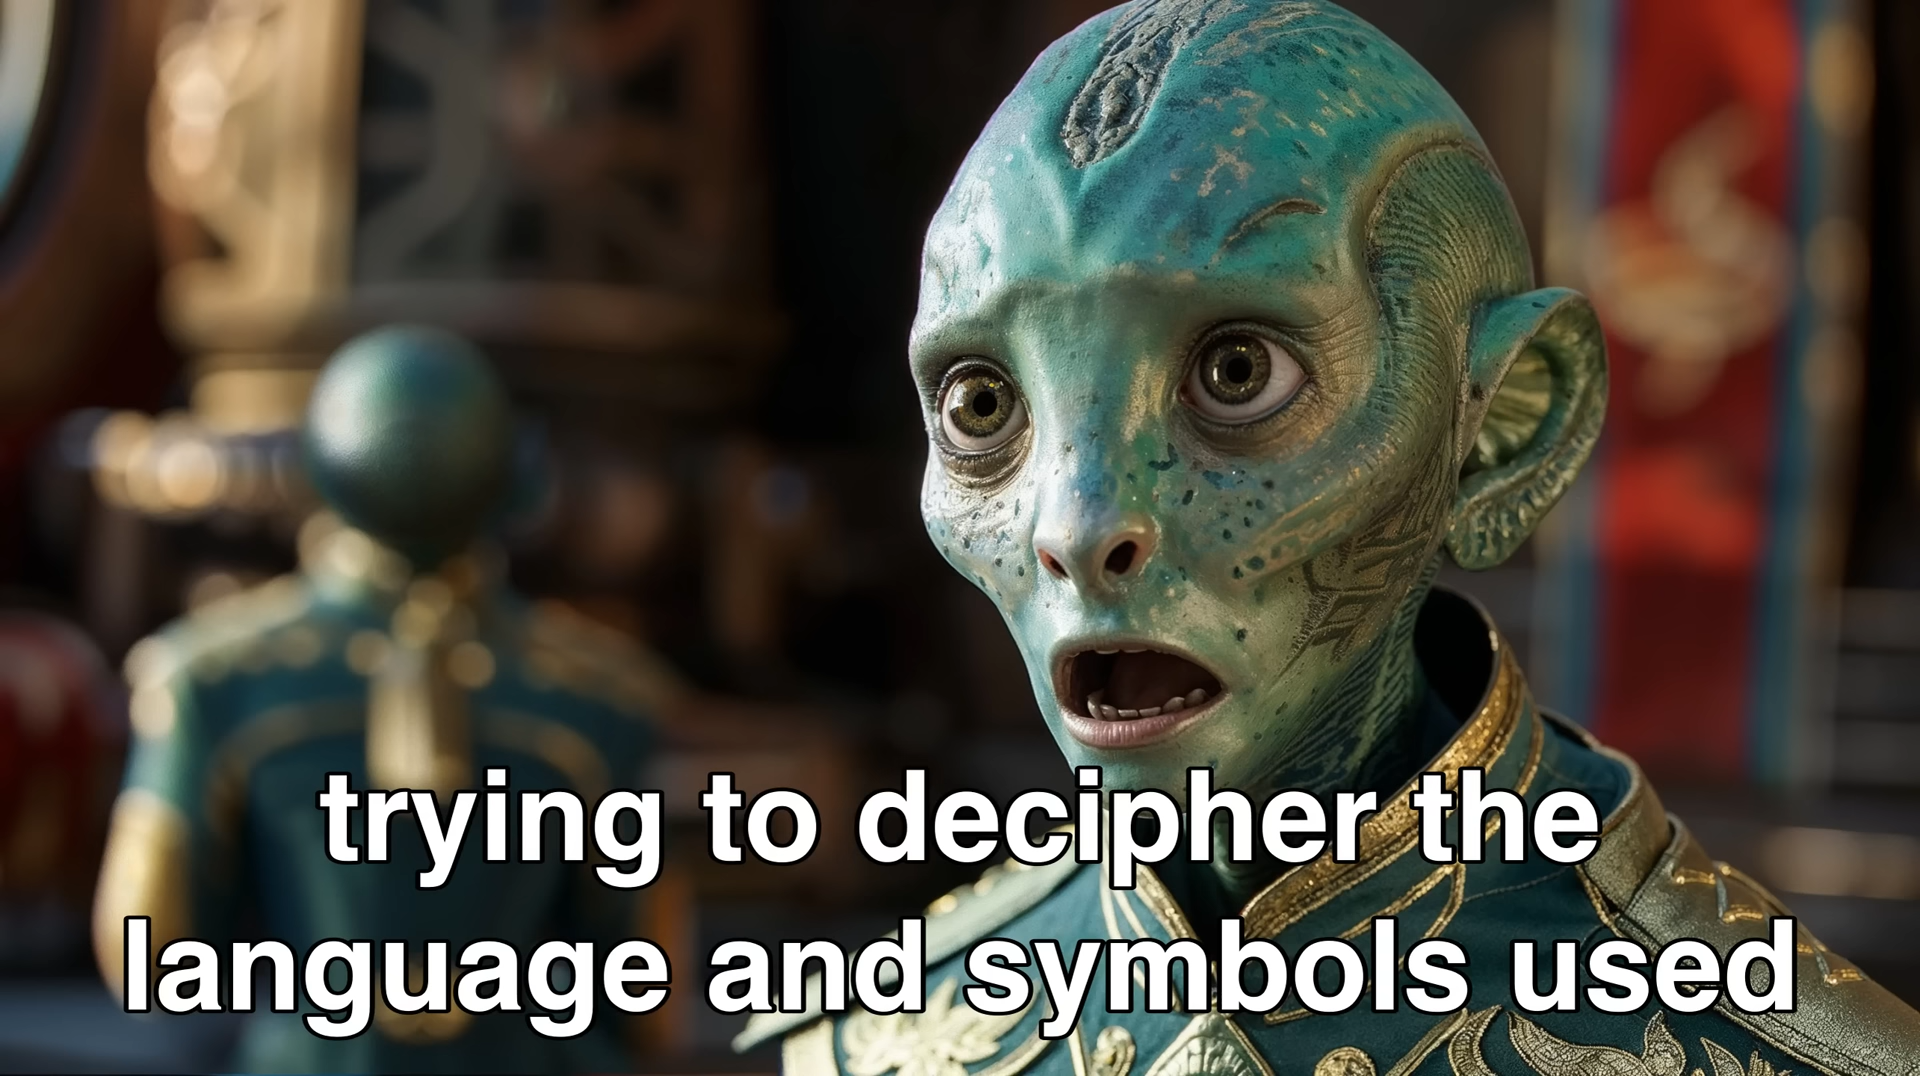 trying to decipher the
language and symbols used